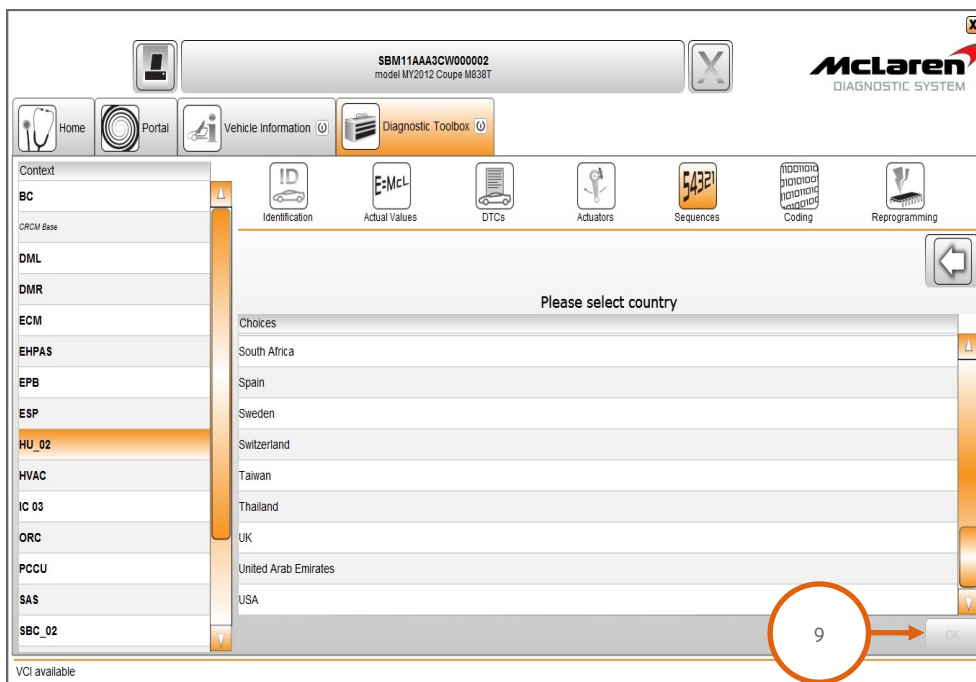 X
SBM11AAA3CW000002
model MY2012 Coupe M838T
X
McLaren
DIAGNOSTIC SYSTEM
Home
Portal
Vehicle Information
Diagnostic Toolbox
Context
BC
CRCM Base
DML
DMR
ECM
EHPAS
EPB
ESP
HU_02
HVAC
IC 03
ORC
PCCU
SAS
SBC_02
ID
Identification
E=McL
Actual Values
DTCs
Actuators
54321
Sequences
Coding
Reprogramming
Please select country
Choices
South Africa
Spain
Sweden
Switzerland
Taiwan
Thailand
UK
United Arab Emirates
USA
9
OK
VCI available